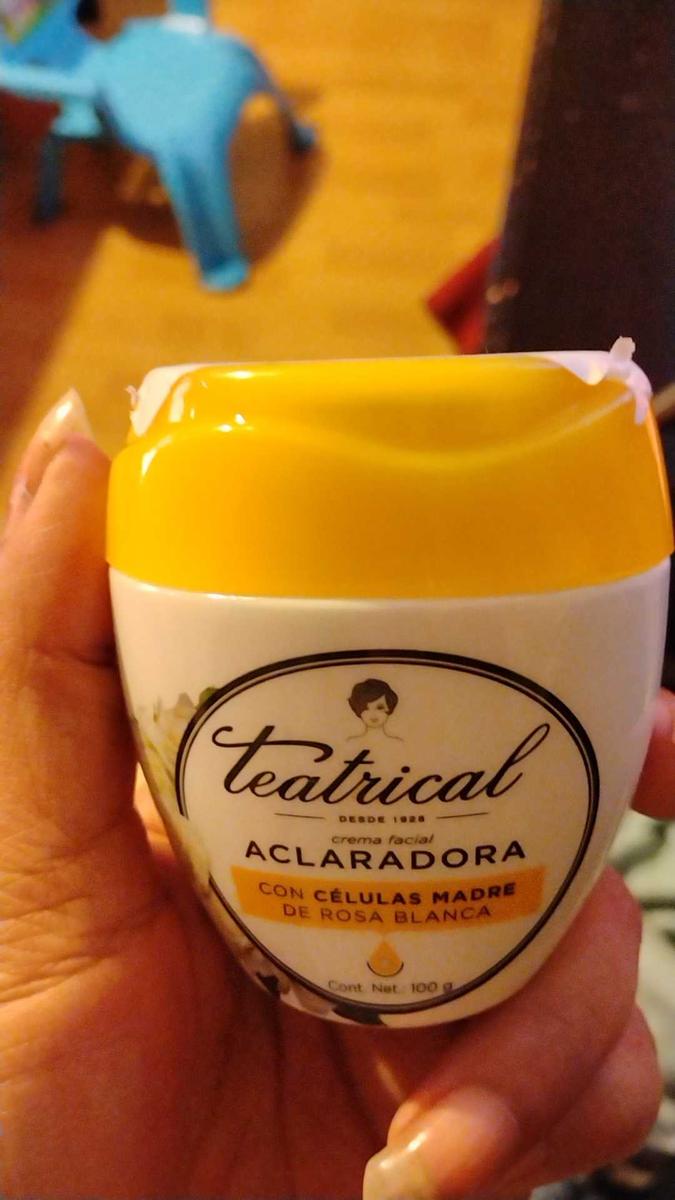 Teatrical
DESDE 1928
crema facial
ACLARADORA
CON CÉLULAS MADRE
DE ROSA BLANCA
Cont. Net.: 100 g